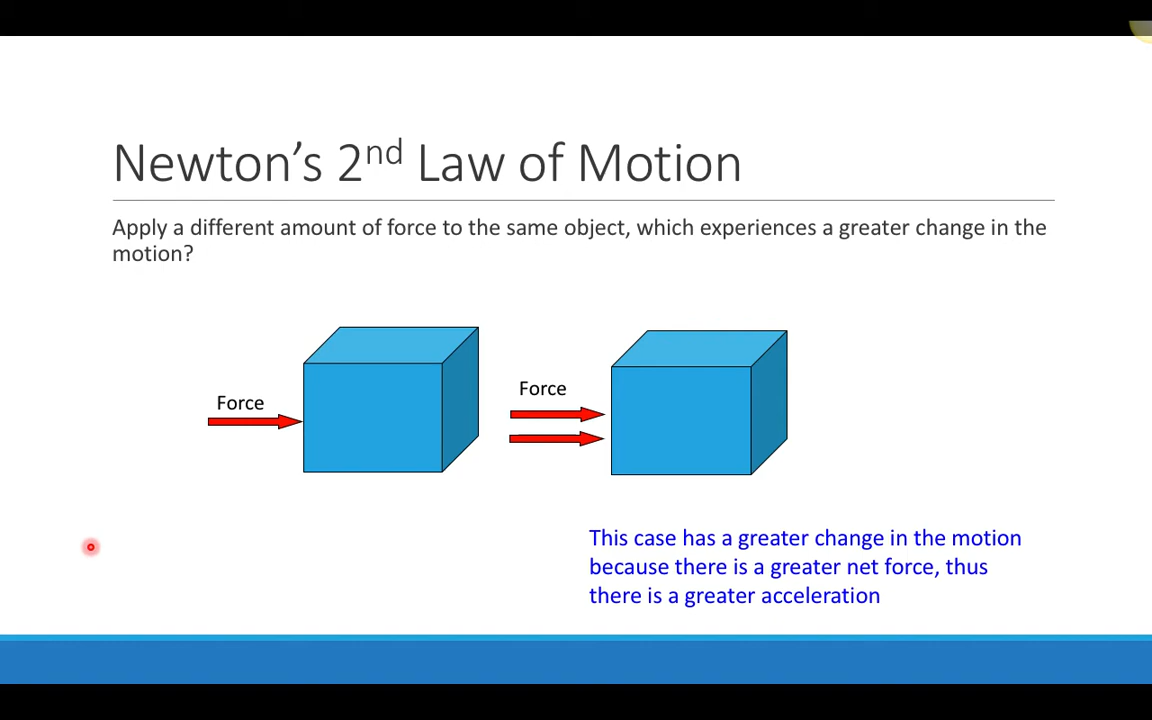 Newton’s 2nd Law of Motion
Apply a different amount of force to the same object, which experiences a greater change in the
motion?
Force
Force
This case has a greater change in the motion
because there is a greater net force, thus
there is a greater acceleration